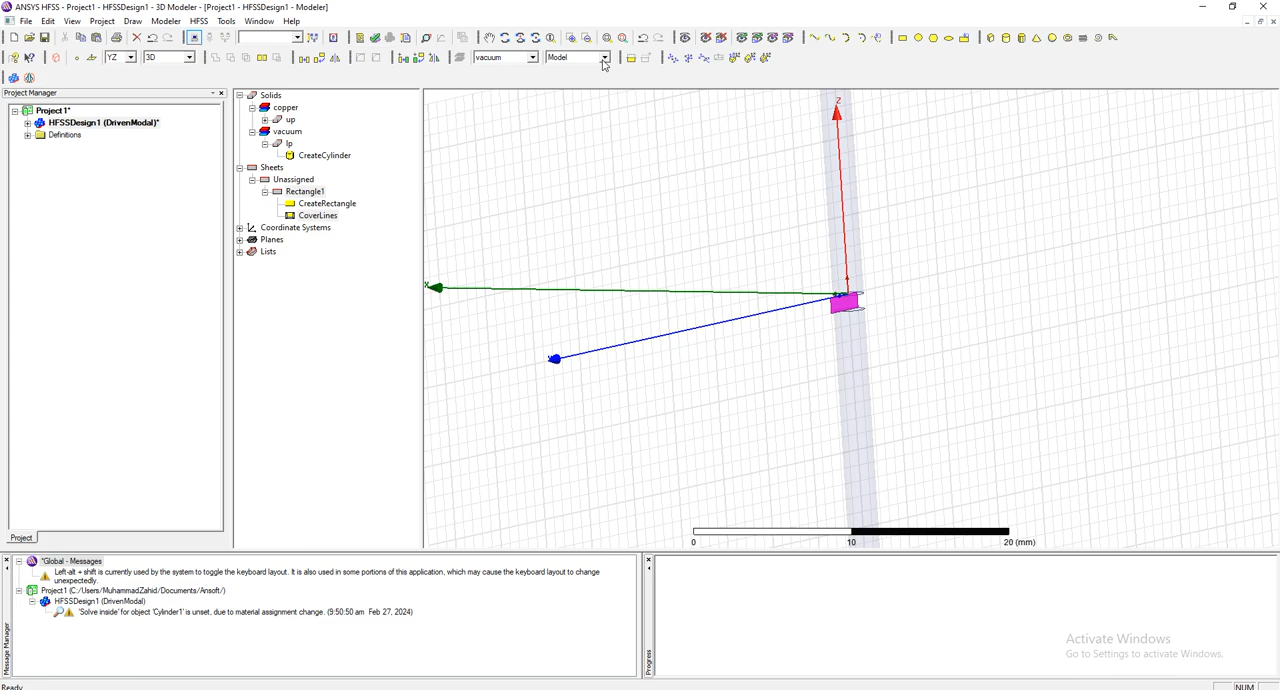 ANSYS HFSS - Project1 - HFSSDesign1 - 3D Modeler - [Project1 - HFSSDesign1 - Modeler]
File Edit View Project Draw Modeler HFSS Tools Window Help
YZ 3D vacuum Model
Project Manager
Project1*
HFSSDesign1 (DrivenModal)*
Definitions
Project
Solids
copper
up
vacuum
lp
CreateCylinder
Sheets
Unassigned
Rectangle1
CreateRectangle
CoverLines
Coordinate Systems
Planes
Lists
Z
X
0 10 20 (mm)
Message Manager
*Global - Messages
Left-alt + shift is currently used by the system to toggle the keyboard layout. It is also used in some portions of this application, which may cause the keyboard layout to change
unexpectedly.
Project1 (C:/Users/MuhammadZahid/Documents/Ansoft/)
HFSSDesign1 (DrivenModal)
'Solve inside' for object 'Cylinder1' is unset, due to material assignment change. (9:50:50 am Feb 27, 2024)
Progress
Activate Windows
Go to Settings to activate Windows.
Ready
NUM